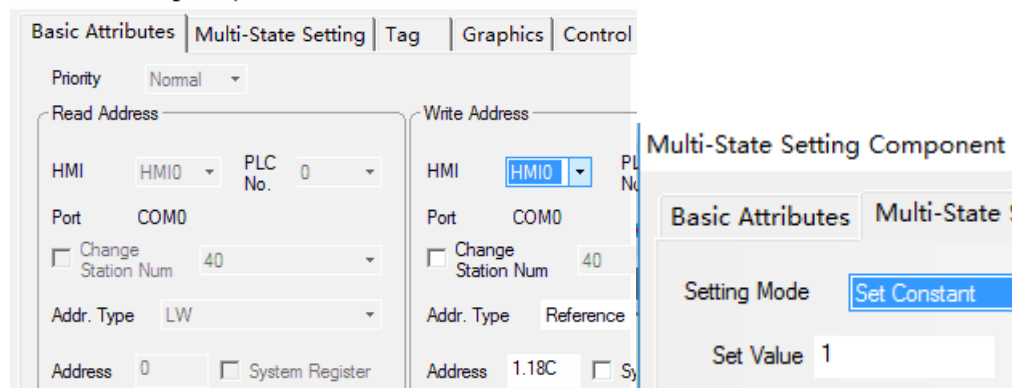 Basic Attributes Multi-State Setting Tag Graphics Control
Priority Normal
Read Address
HMI HMI0 PLC No. 0
Port COM0
Change Station Num 40
Addr. Type LW
Address 0 System Register
Write Address
HMI HMI0
Port COM0
Change Station Num 40
Addr. Type Reference
Address 1.18C
Multi-State Setting Component
Basic Attributes Multi-State
Setting Mode Set Constant
Set Value 1